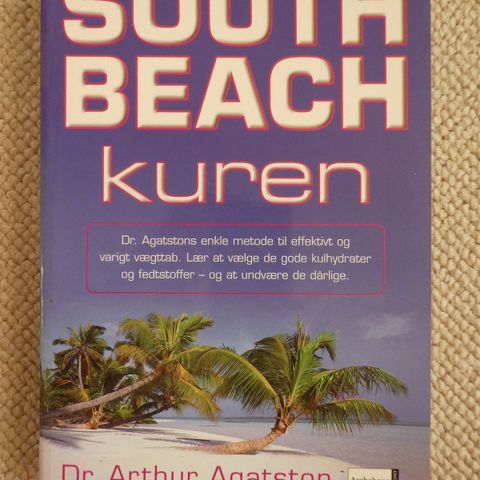 SOUTH
BEACH
kuren
Dr. Agatstons enkle metode til effektivt og
varigt vægttab. Lær at vælge de gode kulhydrater
og fedtstoffer – og at undvære de dårlige.
Dr. Arthur Agatston